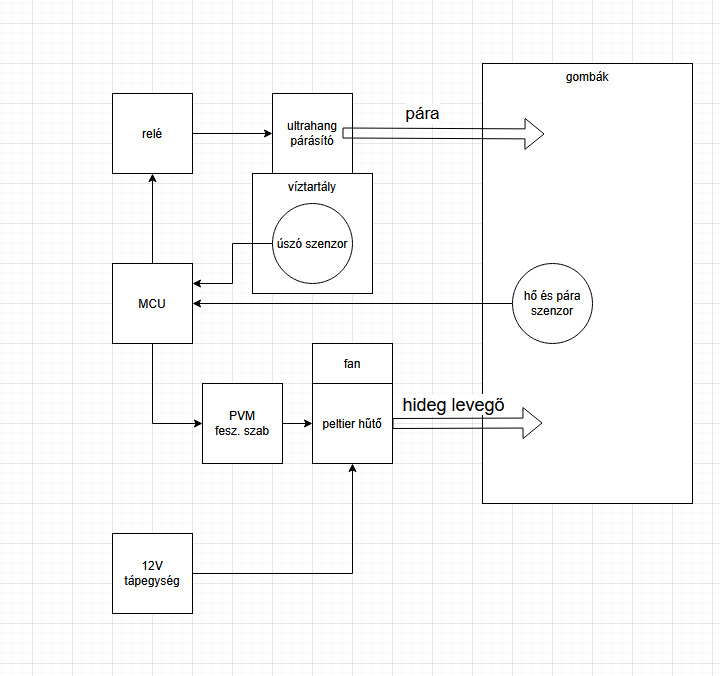 gombák
relé
ultrahang
párásító
pára
víztartály
úszó szenzor
MCU
hő és pára
szenzor
fan
PVM
fesz. szab
peltier hűtő
hideg levegő
12V
tápegység